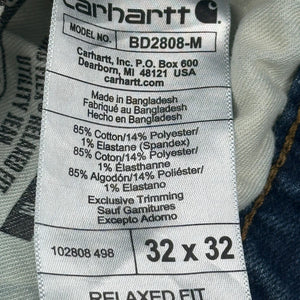 carhartt
MODEL NO. BD2808-M
Carhartt, Inc. P.O. Box 600
Dearborn, MI 48121 USA
carhartt.com
Made in Bangladesh
Fabriqué au Bangladesh
Hecho en Bangladesh
85% Cotton/14% Polyester/
1% Elastane (Spandex)
85% Coton/14% Polyester/
1% Elasthanne
85% Algodón/14% Poliéster/
1% Elastano
Exclusive Trimming
Sauf Garnitures
Excepto Adorno
102808 498 32 x 32
RELAXED FIT